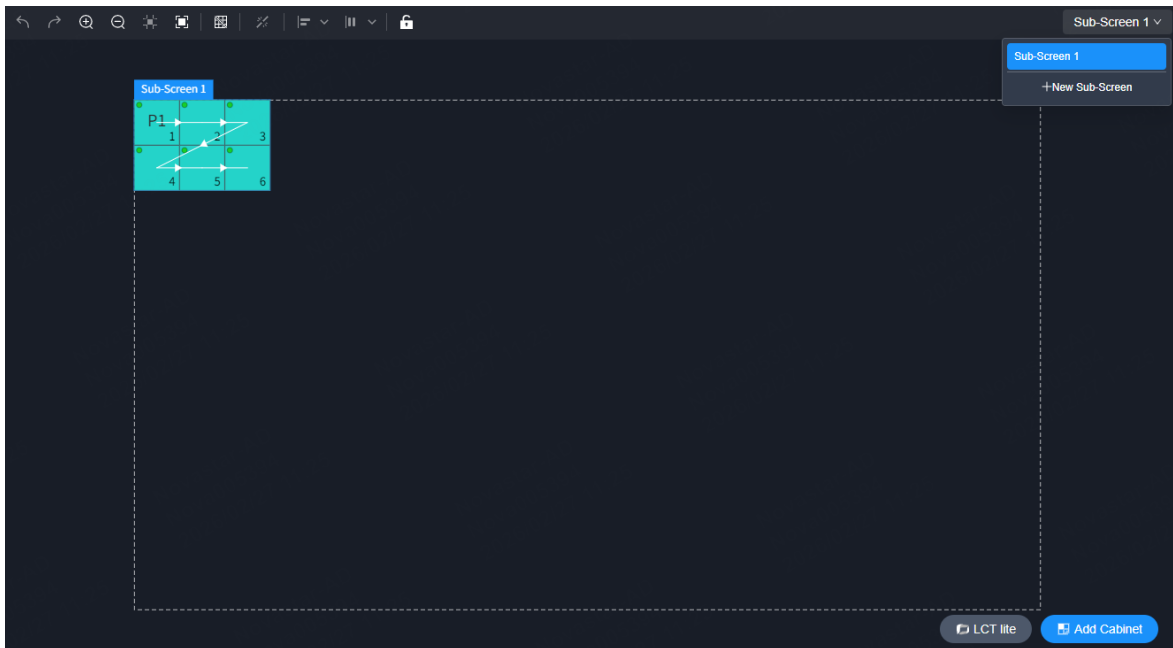 Sub-Screen 1
Sub-Screen 1
+New Sub-Screen
Sub-Screen 1
P1
1 2 3
4 5 6
LCT lite
Add Cabinet